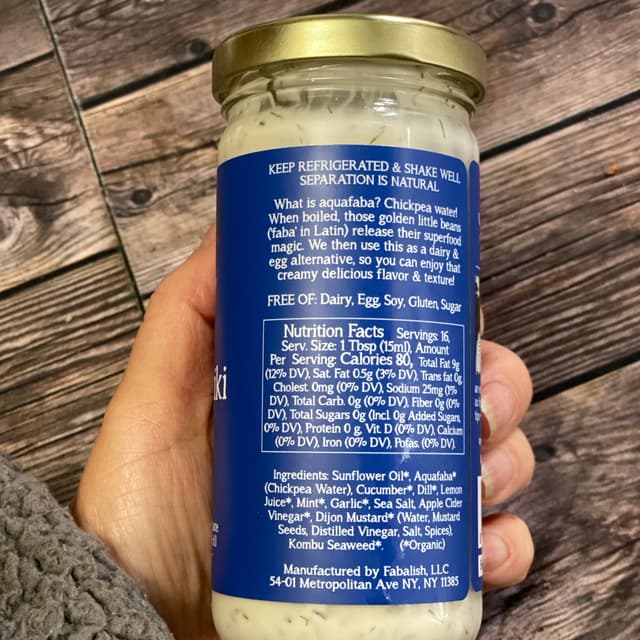 KEEP REFRIGERATED & SHAKE WELL
SEPARATION IS NATURAL
What is aquafaba? Chickpea water!
When boiled, those golden little beans
('faba' in Latin) release their superfood
magic. We then use this as a dairy &
egg alternative, so you can enjoy that
creamy delicious flavor & texture!
FREE OF: Dairy, Egg, Soy, Gluten, Sugar
Nutrition Facts Servings: 16,
Serv. Size: 1 Tbsp (15ml), Amount
Per Serving: Calories 80, Total Fat 9g
(12% DV), Sat. Fat 0.5g (3% DV), Trans fat 0g,
Cholest. 0mg (0% DV), Sodium 25mg (1%
DV), Total Carb. 0g (0% DV), Fiber 0g (0%
DV), Total Sugars 0g (Incl. 0g Added Sugars,
0% DV), Protein 0 g, Vit. D (0% DV), Calcium
(0% DV), Iron (0% DV), Potas. (0% DV).
Ingredients: Sunflower Oil*, Aquafaba*
(Chickpea Water), Cucumber*, Dill*, Lemon
Juice*, Mint*, Garlic*, Sea Salt, Apple Cider
Vinegar*, Dijon Mustard* (Water, Mustard
Seeds, Distilled Vinegar, Salt, Spices),
Kombu Seaweed*. (*Organic)
Manufactured by Fabalish, LLC
54-01 Metropolitan Ave NY, NY 11385
iki